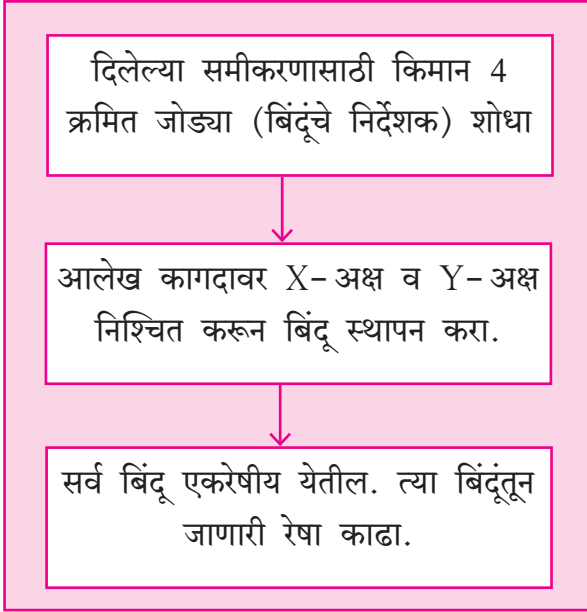 दिलेल्या समीकरणासाठी किमान 4
क्रमित जोड्या (बिंदूंचे निर्देशक) शोधा
आलेख कागदावर X-अक्ष व Y-अक्ष
निश्चित करून बिंदू स्थापन करा.
सर्व बिंदू एकरेषीय येतील. त्या बिंदूंतून
जाणारी रेषा काढा.